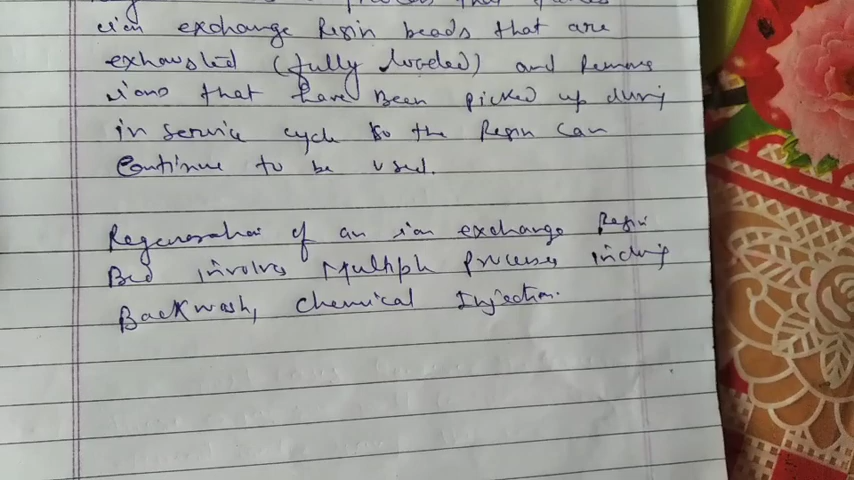 process that
ion exchange Resin beads that are
exhausted (fully loaded) and Remove
ions that have Been picked up during
in service cycle so the Resin can
Continue to be used.
Regeneration of an ion exchange Resin
Bed involves Multiple Processes including
Backwash, Chemical Injection.